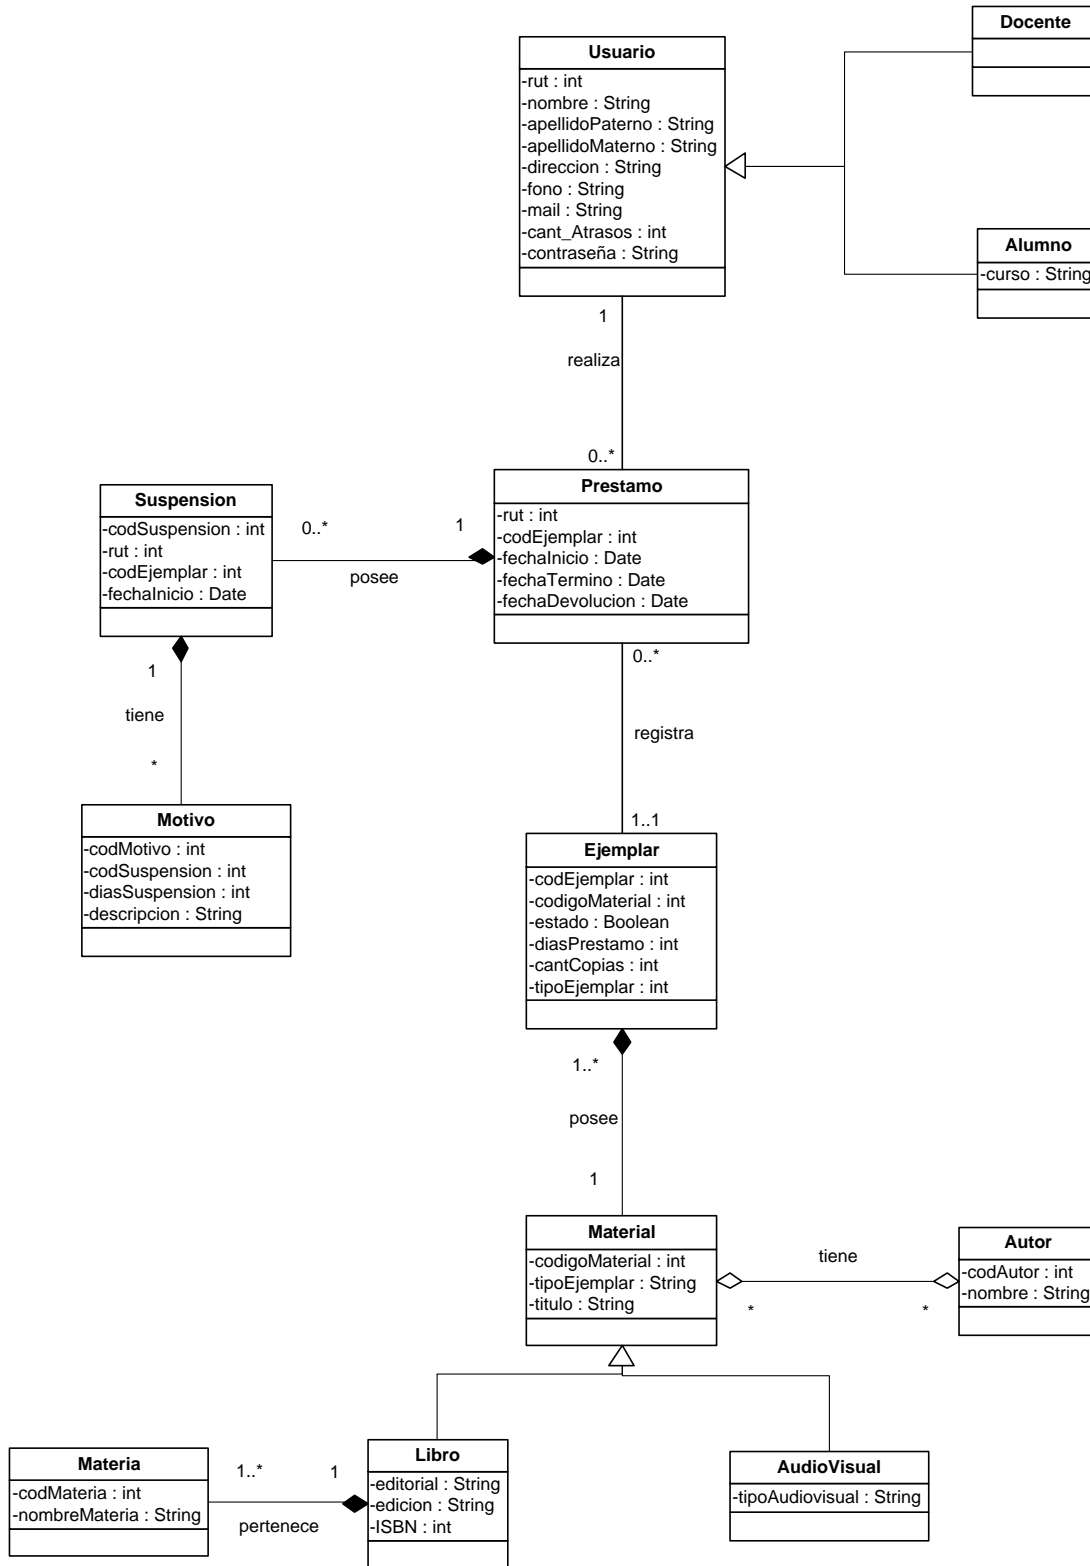 Docente
Usuario
-rut : int
-nombre : String
-apellidoPaterno : String
-apellidoMaterno : String
-direccion : String
-fono : String
-mail : String
-cant_Atrasos : int
-contraseña : String
Alumno
-curso : String
1
realiza
0..*
Prestamo
-rut : int
-codEjemplar : int
-fechaInicio : Date
-fechaTermino : Date
-fechaDevolucion : Date
Suspension
-codSuspension : int
-rut : int
-codEjemplar : int
-fechaInicio : Date
0..*
1
posee
1
tiene
*
Motivo
-codMotivo : int
-codSuspension : int
-diasSuspension : int
-descripcion : String
0..*
registra
1..1
Ejemplar
-codEjemplar : int
-codigoMaterial : int
-estado : Boolean
-diasPrestamo : int
-cantCopias : int
-tipoEjemplar : int
1..*
posee
1
Material
-codigoMaterial : int
-tipoEjemplar : String
-titulo : String
tiene
*
*
Autor
-codAutor : int
-nombre : String
Materia
-codMateria : int
-nombreMateria : String
1..*
1
pertenece
Libro
-editorial : String
-edicion : String
-ISBN : int
AudioVisual
-tipoAudiovisual : String